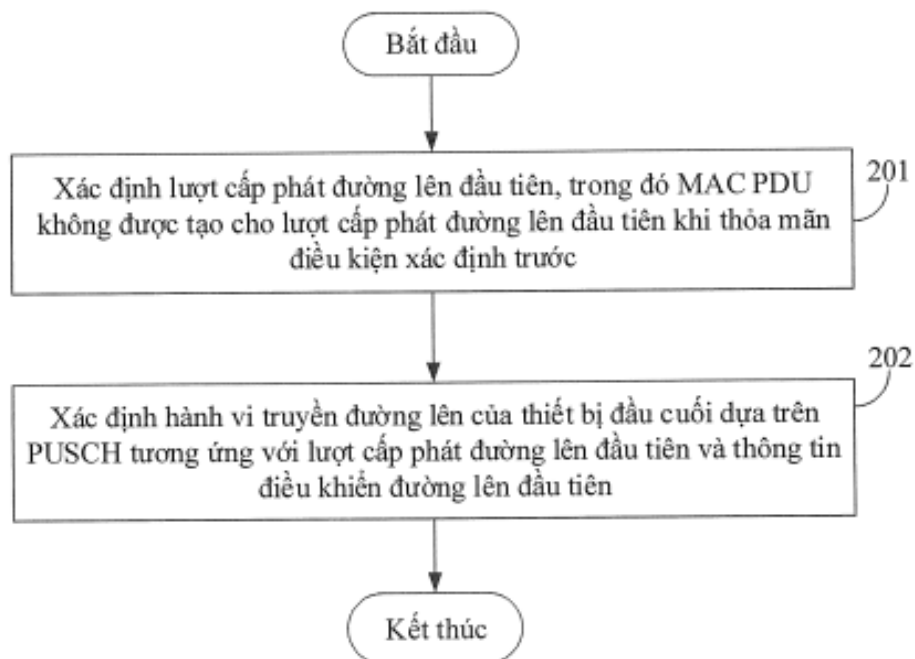 Bắt đầu
Xác định lượt cấp phát đường lên đầu tiên, trong đó MAC PDU
không được tạo cho lượt cấp phát đường lên đầu tiên khi thỏa mãn
điều kiện xác định trước
201
Xác định hành vi truyền đường lên của thiết bị đầu cuối dựa trên
PUSCH tương ứng với lượt cấp phát đường lên đầu tiên và thông tin
điều khiển đường lên đầu tiên
202
Kết thúc